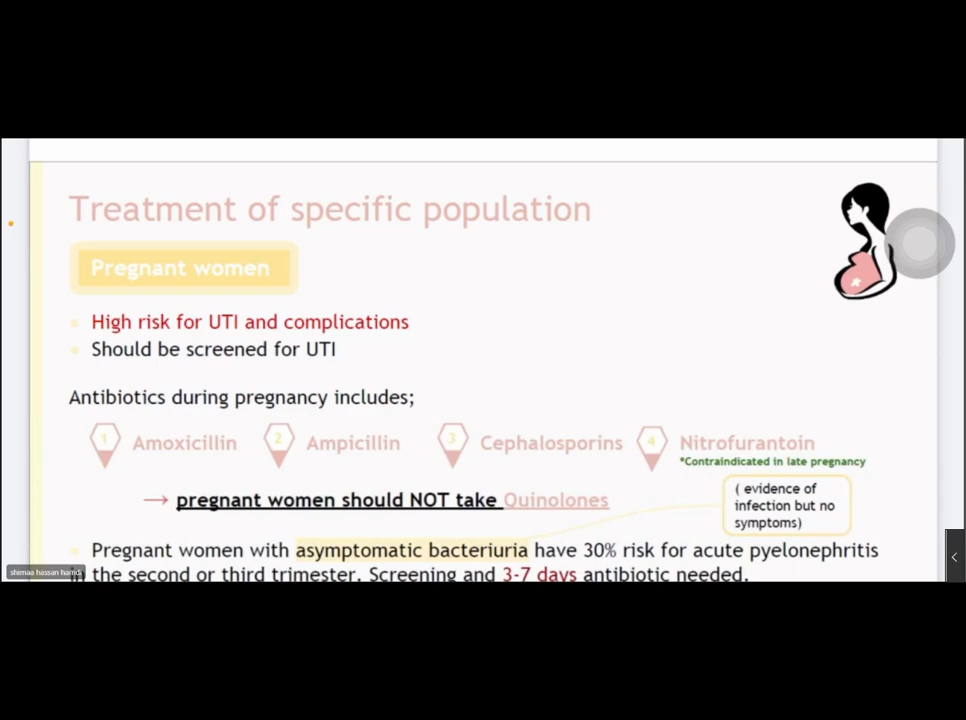 Treatment of specific population
Pregnant women
High risk for UTI and complications
Should be screened for UTI
Antibiotics during pregnancy includes;
1 Amoxicillin 2 Ampicillin 3 Cephalosporins 4 Nitrofurantoin
*Contraindicated in late pregnancy
→ pregnant women should NOT take Quinolones
( evidence of
infection but no
symptoms)
Pregnant women with asymptomatic bacteriuria have 30% risk for acute pyelonephritis
the second or third trimester. Screening and 3-7 days antibiotic needed.
shimaa hassan hamdi